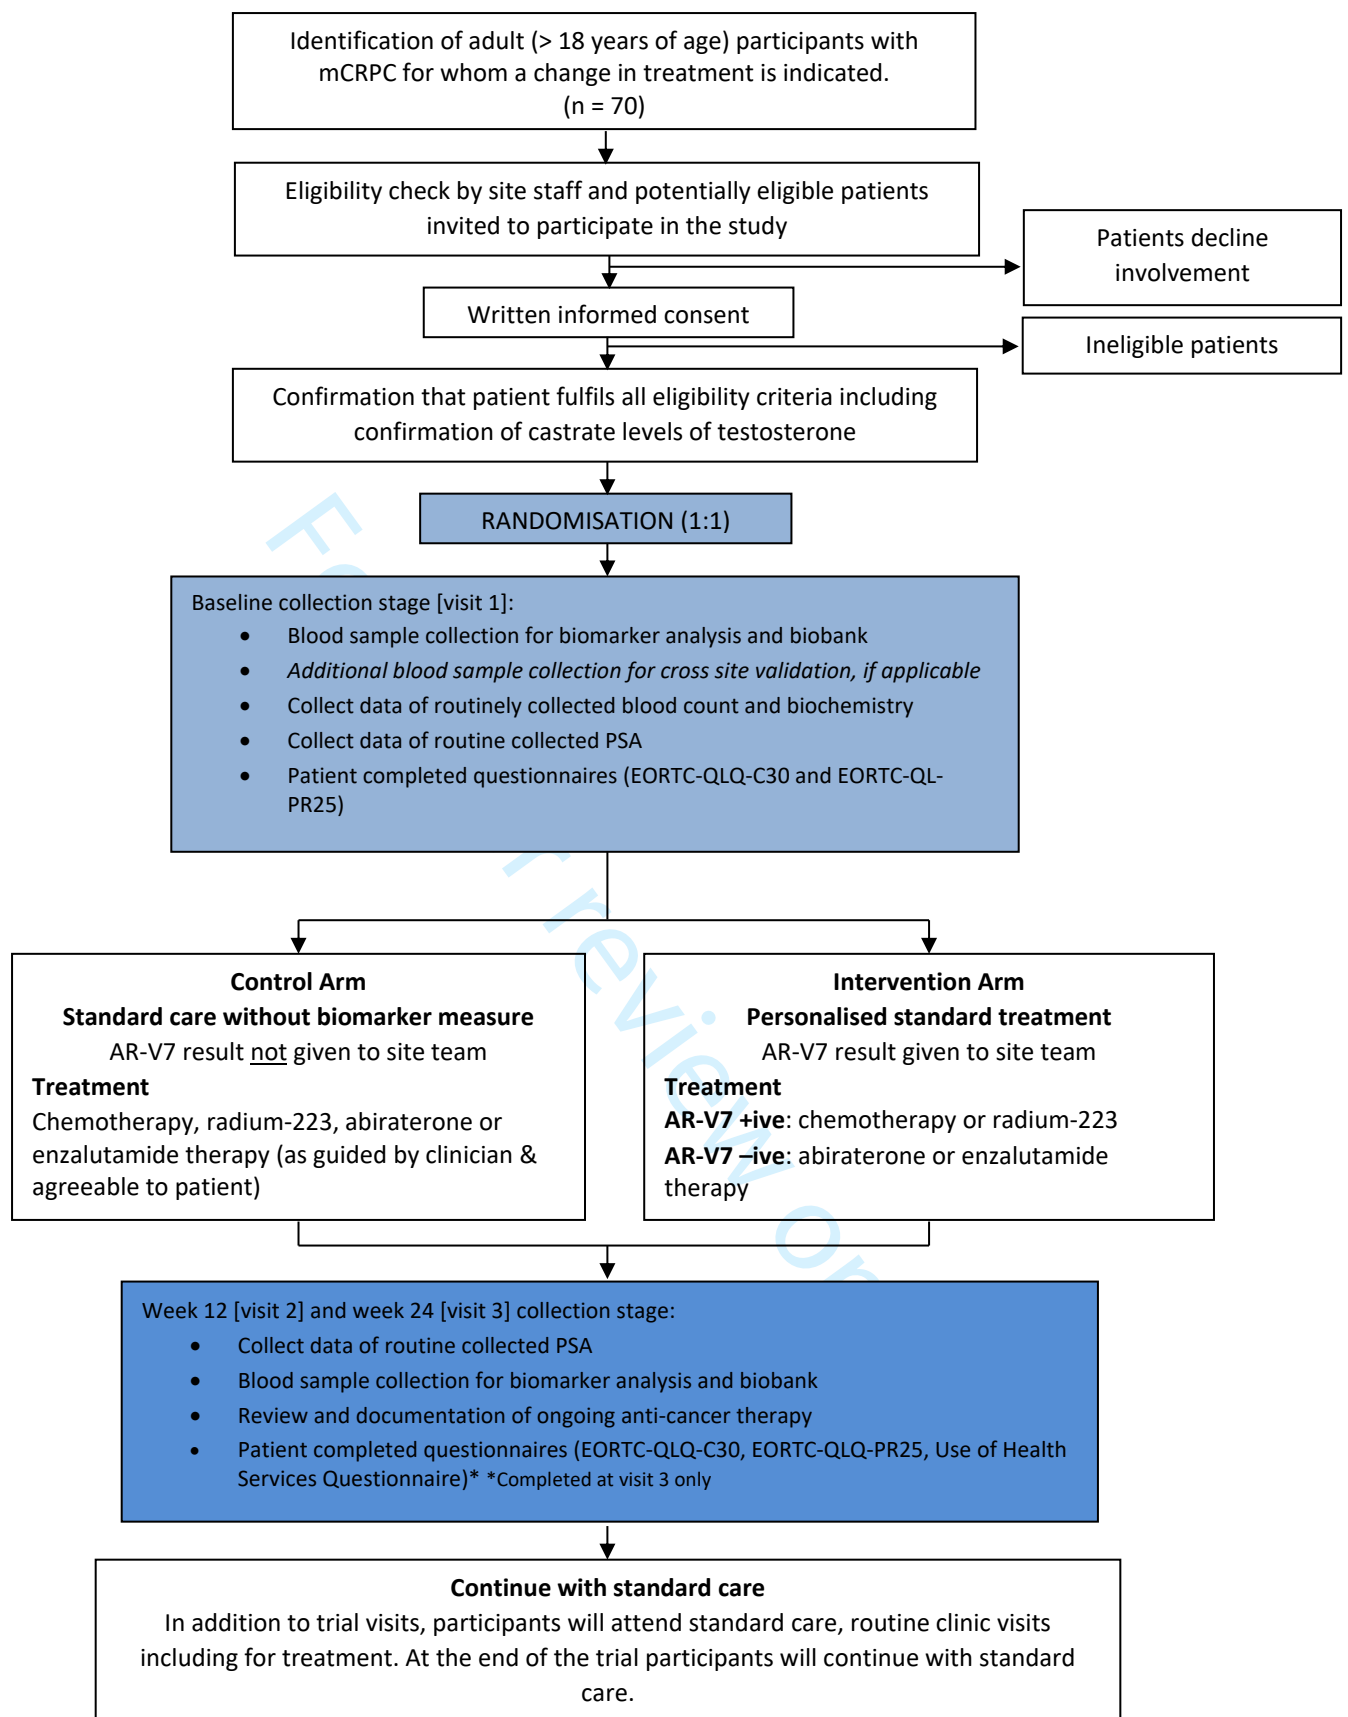 Identification of adult (> 18 years of age) participants with
mCRPC for whom a change in treatment is indicated.
(n = 70)
Eligibility check by site staff and potentially eligible patients
invited to participate in the study
Patients decline
involvement
Written informed consent
Ineligible patients
Confirmation that patient fulfils all eligibility criteria including
confirmation of castrate levels of testosterone
RANDOMISATION (1:1)
Baseline collection stage [visit 1]:
• Blood sample collection for biomarker analysis and biobank
• Additional blood sample collection for cross site validation, if applicable
• Collect data of routinely collected blood count and biochemistry
• Collect data of routine collected PSA
• Patient completed questionnaires (EORTC-QLQ-C30 and EORTC-QL-
PR25)
Control Arm
Standard care without biomarker measure
AR-V7 result not given to site team
Treatment
Chemotherapy, radium-223, abiraterone or
enzalutamide therapy (as guided by clinician &
agreeable to patient)
Intervention Arm
Personalised standard treatment
AR-V7 result given to site team
Treatment
AR-V7 +ive: chemotherapy or radium-223
AR-V7 –ive: abiraterone or enzalutamide
therapy
Week 12 [visit 2] and week 24 [visit 3] collection stage:
• Collect data of routine collected PSA
• Blood sample collection for biomarker analysis and biobank
• Review and documentation of ongoing anti-cancer therapy
• Patient completed questionnaires (EORTC-QLQ-C30, EORTC-QLQ-PR25, Use of Health
Services Questionnaire)* *Completed at visit 3 only
Continue with standard care
In addition to trial visits, participants will attend standard care, routine clinic visits
including for treatment. At the end of the trial participants will continue with standard
care.
review